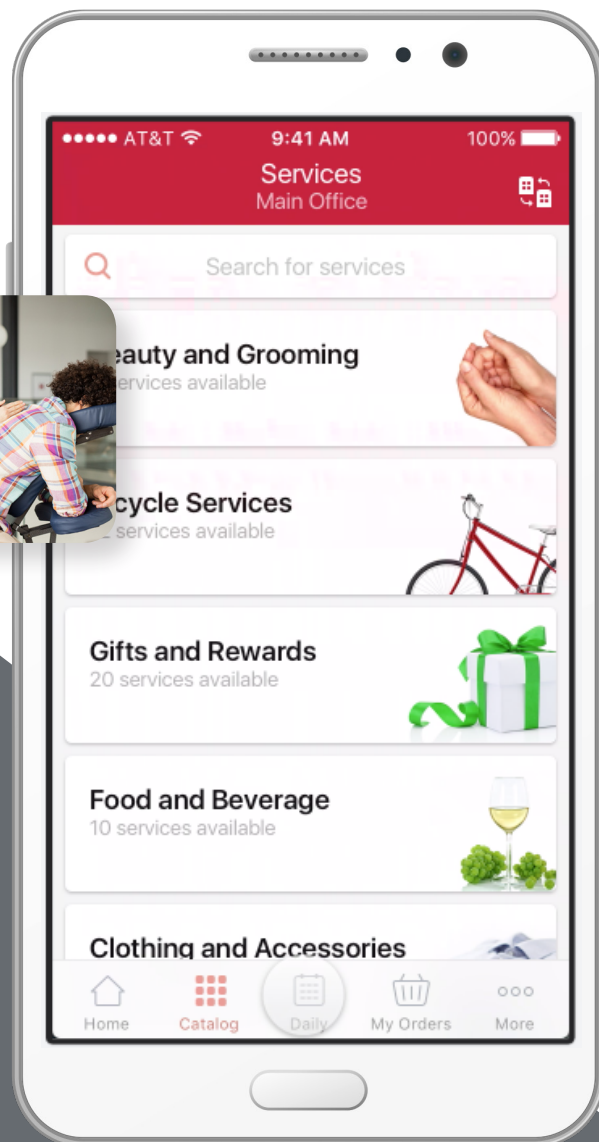 AT&T 9:41 AM 100%
Services
Main Office
Search for services
eauty and Grooming
ervices available
cycle Services
services available
Gifts and Rewards
20 services available
Food and Beverage
10 services available
Clothing and Accessories
Home Catalog Daily My Orders More